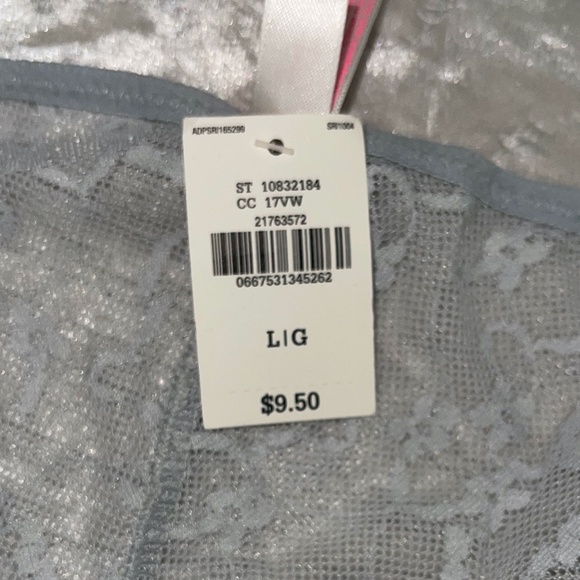 ADPSRI165299 SRI1004
ST 10832184
CC 17VW
21763572
0667531345262
L|G
$9.50